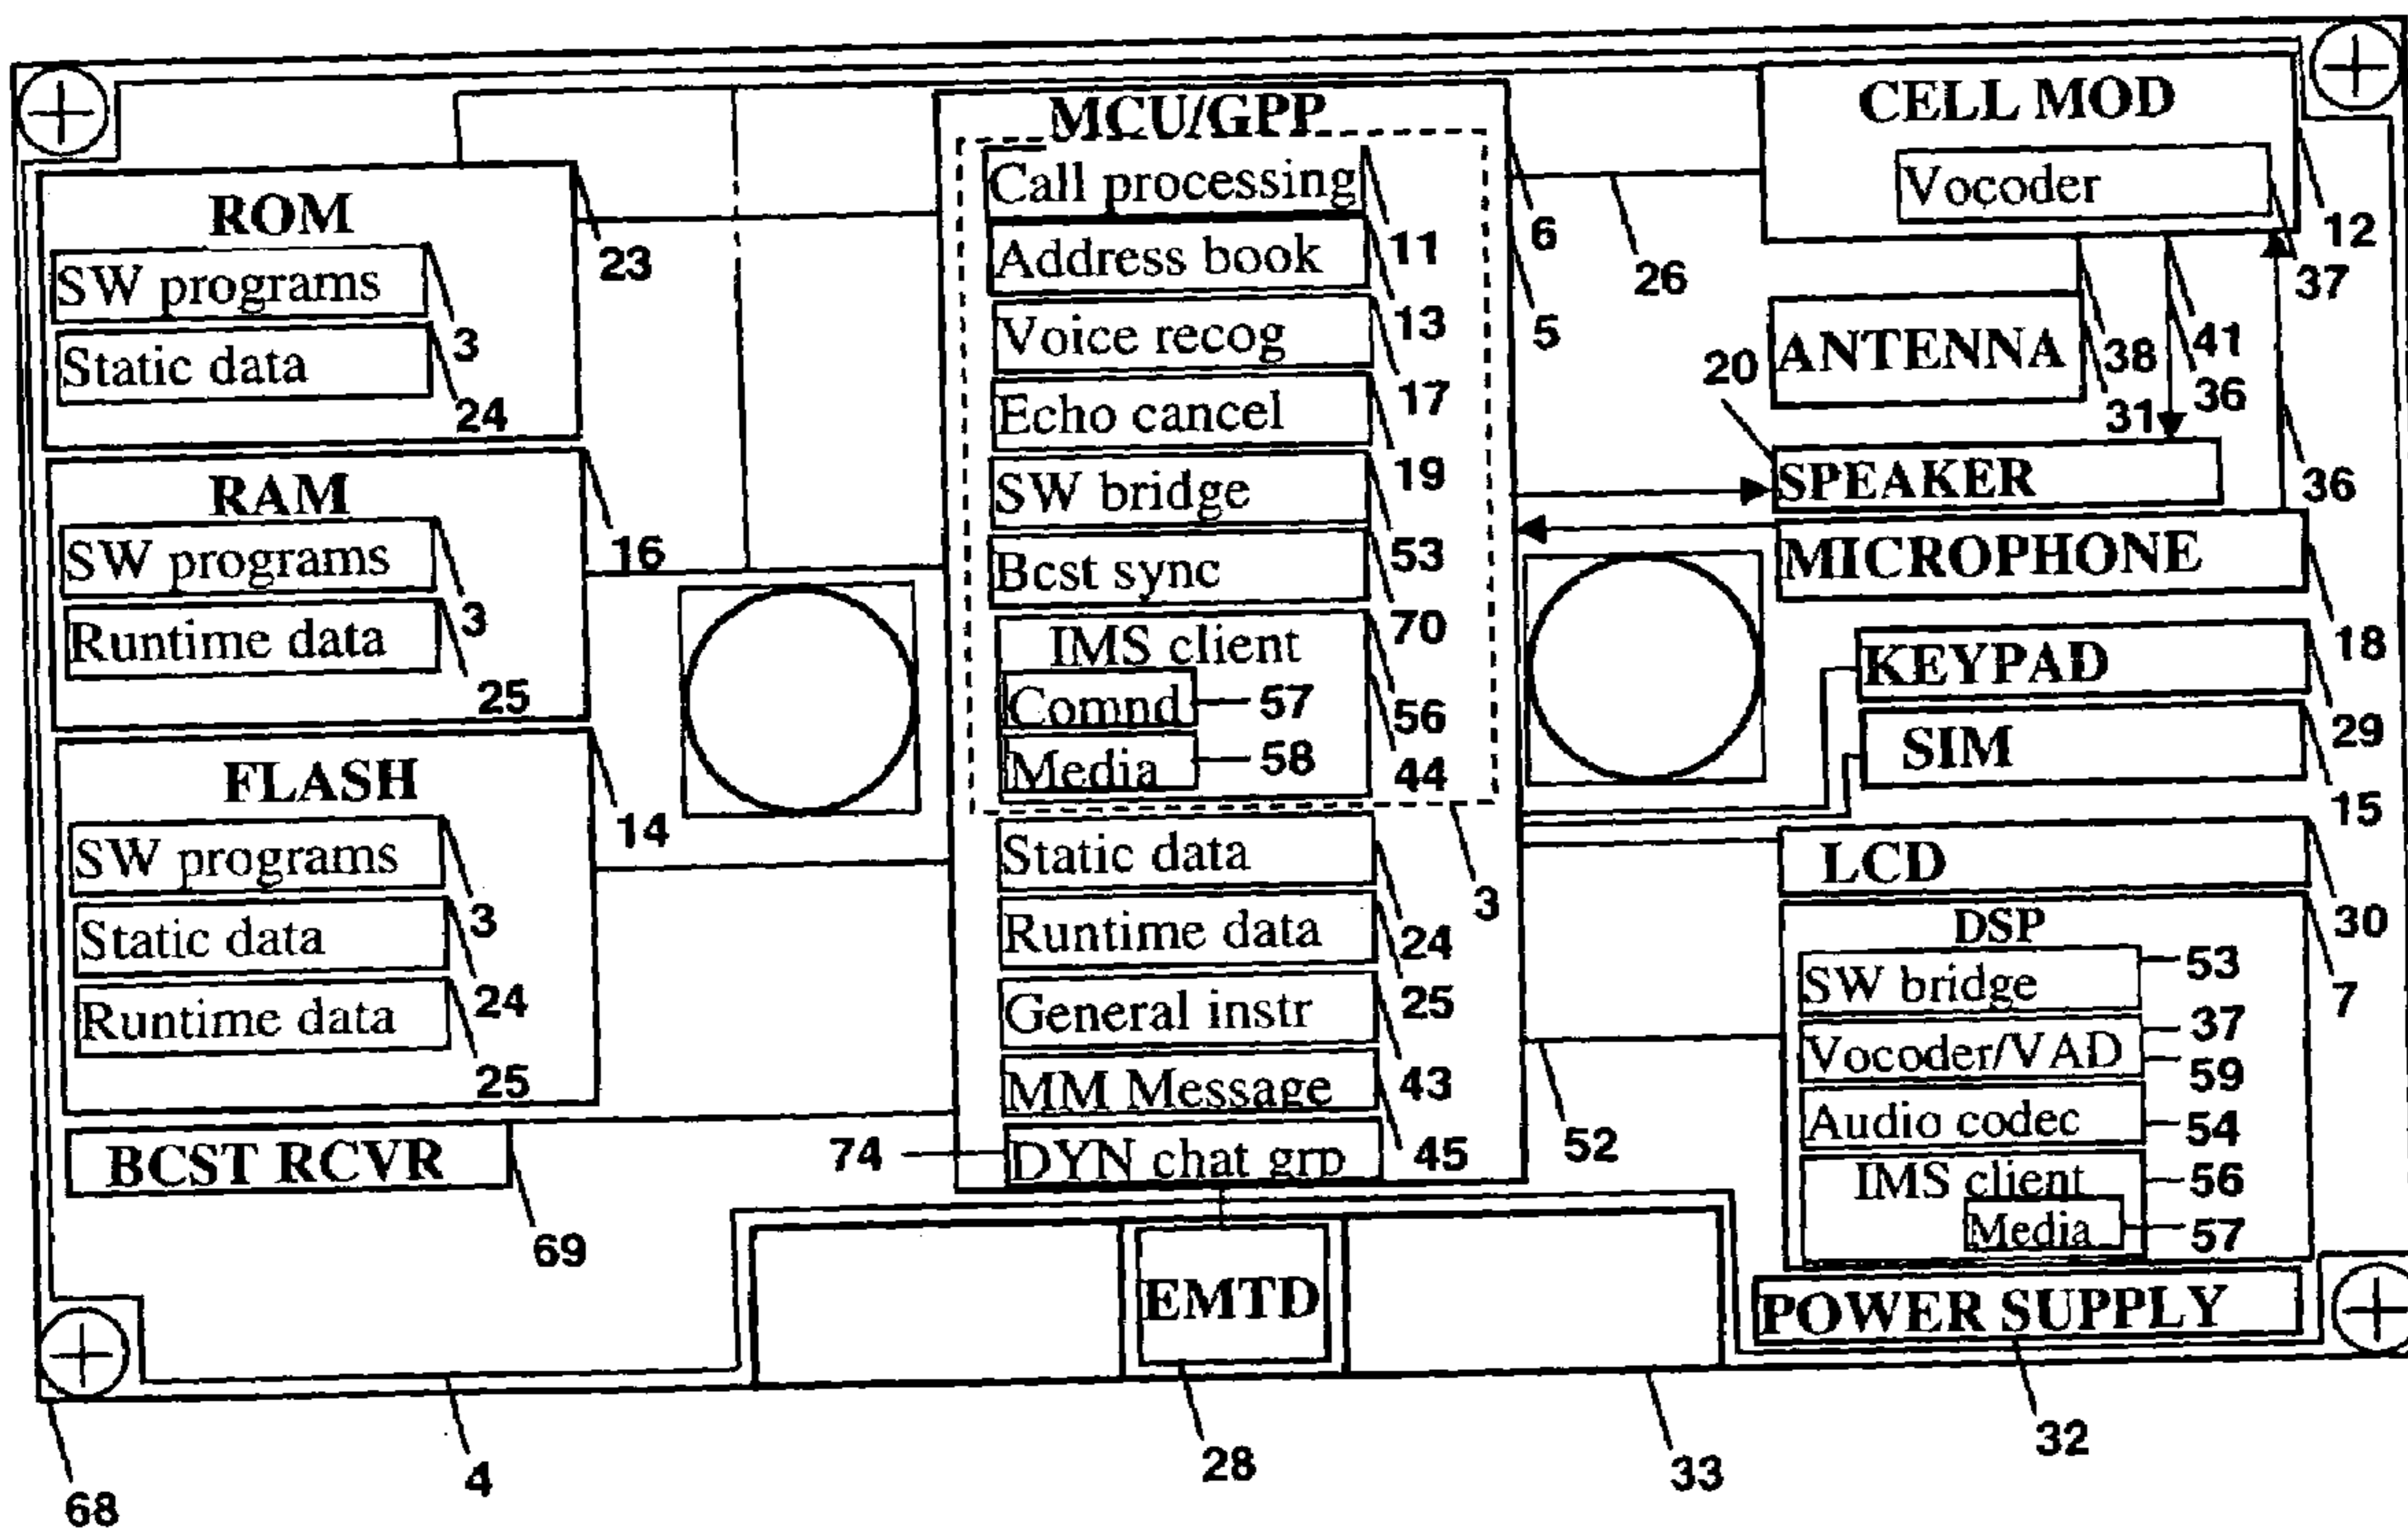 MCU/GPP
Call processing
Address book
Voice recog
Echo cancel
SW bridge
Bcst sync
IMS client
Comnd
57
Media
58
Static data
Runtime data
General instr
MM Message
74
DYN chat grp
11
13
17
19
53
70
56
44
3
24
25
43
45
6
5
ROM
SW programs
Static data
23
3
24
RAM
SW programs
Runtime data
16
3
25
FLASH
SW programs
Static data
Runtime data
14
3
24
25
BCST RCVR
69
CELL MOD
Vocoder
12
37
26
ANTENNA
38
31
41
36
20
SPEAKER
36
MICROPHONE
18
KEYPAD
29
SIM
15
LCD
30
DSP
7
SW bridge
53
Vocoder/VAD
37
59
Audio codec
54
IMS client
56
Media
57
52
POWER SUPPLY
32
EMTD
28
33
4
68